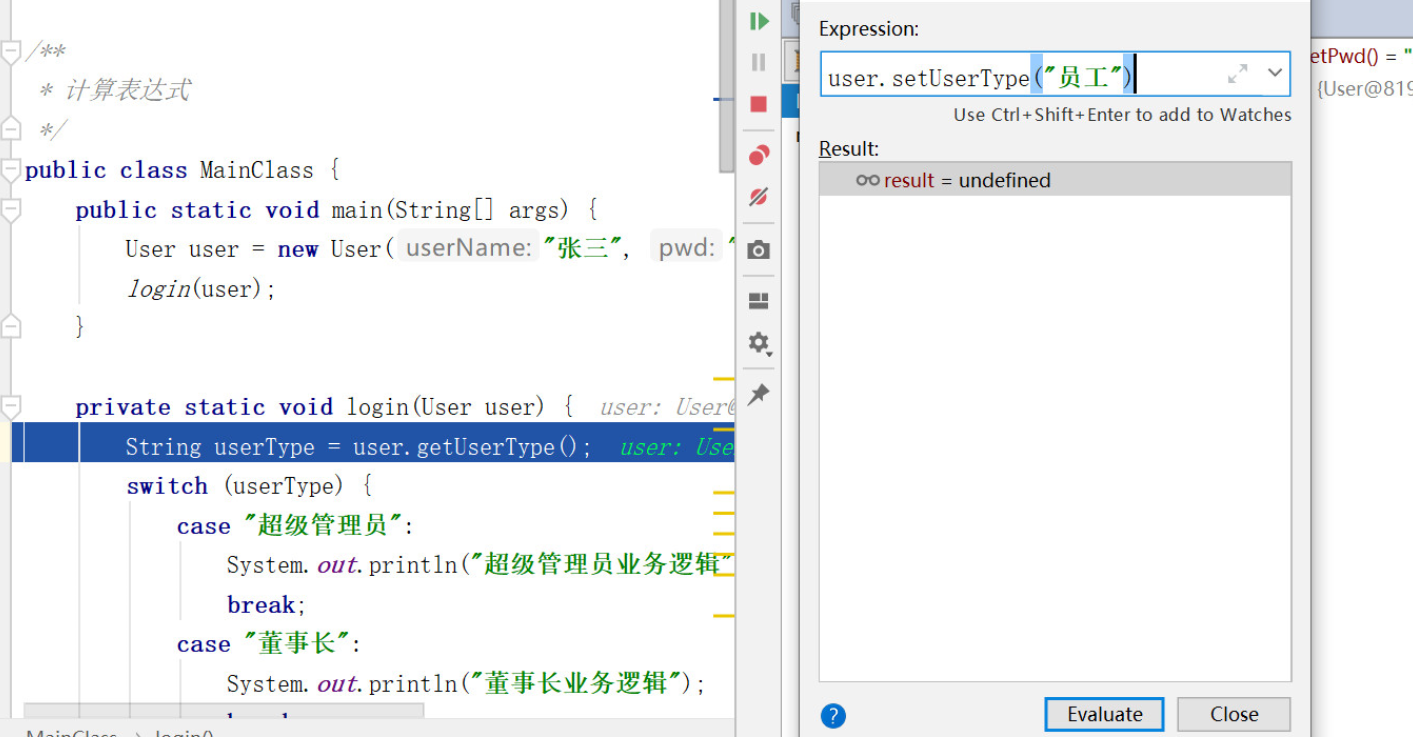 /**
* 计算表达式
*/
public class MainClass {
public static void main(String[] args) {
User user = new User( userName: "张三", pwd: "
login(user);
}
private static void login(User user) { user: User@
String userType = user.getUserType(); user: Use
switch (userType) {
case "超级管理员":
System.out.println("超级管理员业务逻辑"
break;
case "董事长":
System.out.println("董事长业务逻辑");
MainClass > login()
Expression:
user.setUserType("员工")
Use Ctrl+Shift+Enter to add to Watches
Result:
result = undefined
Evaluate
Close
etPwd() = "
{User@819